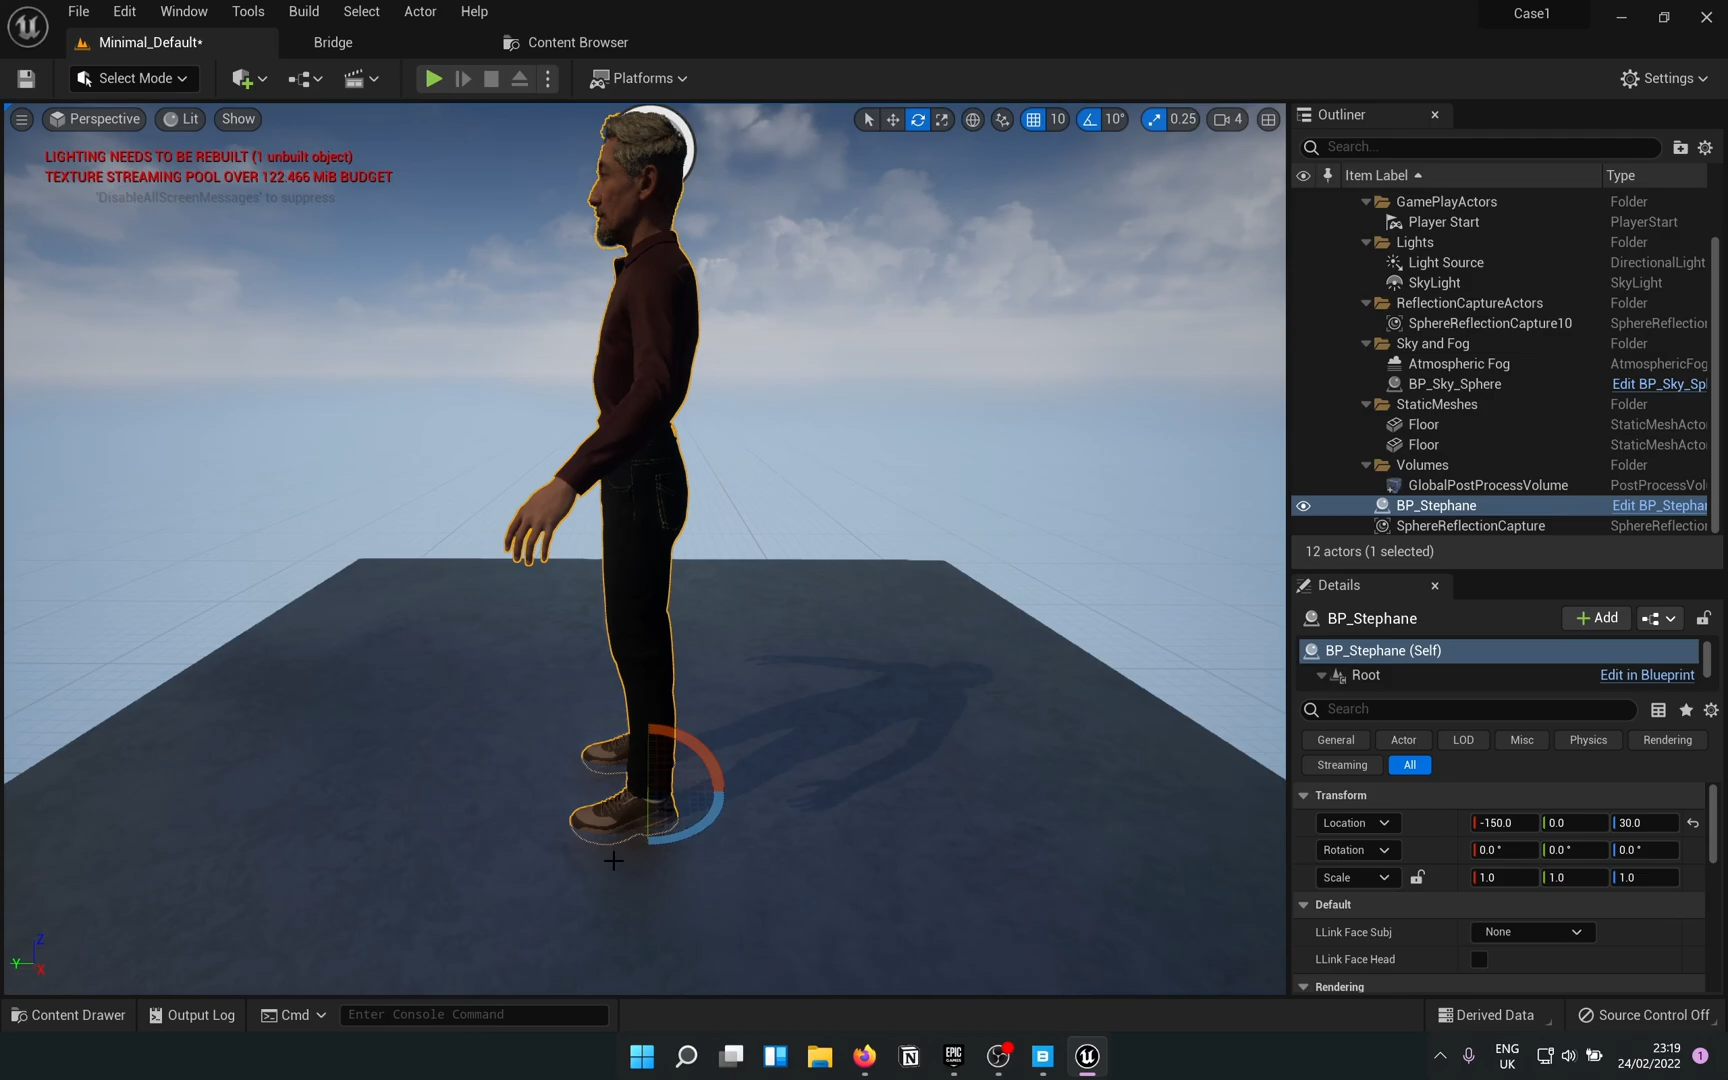 File Edit Window Tools Build Select Actor Help
Case1
Minimal_Default*
Bridge
Content Browser
Select Mode
Platforms
Settings
Perspective
Lit
Show
10
10°
0.25
4
LIGHTING NEEDS TO BE REBUILT (1 unbuilt object)
TEXTURE STREAMING POOL OVER 122.466 MiB BUDGET
'DisableAllScreenMessages' to suppress
Z
Y
X
Outliner
Search...
Item Label Type
GamePlayActors Folder
Player Start PlayerStart
Lights Folder
Light Source DirectionalLight
SkyLight SkyLight
ReflectionCaptureActors Folder
SphereReflectionCapture10 SphereReflectio
Sky and Fog Folder
Atmospheric Fog AtmosphericFog
BP_Sky_Sphere Edit BP_Sky_Sp
StaticMeshes Folder
Floor StaticMeshActo
Floor StaticMeshActo
Volumes Folder
GlobalPostProcessVolume PostProcessVol
BP_Stephane Edit BP_Stephan
SphereReflectionCapture SphereReflectio
12 actors (1 selected)
Details
BP_Stephane
Add
BP_Stephane (Self)
Root Edit in Blueprint
Search
General Actor LOD Misc Physics Rendering
Streaming All
Transform
Location -150.0 0.0 30.0
Rotation 0.0° 0.0° 0.0°
Scale 1.0 1.0 1.0
Default
LLink Face Subj None
LLink Face Head
Rendering
Content Drawer
Output Log
Cmd
Enter Console Command
Derived Data
Source Control Off
EPIC GAMES
ENG
UK
23:19
24/02/2022
1